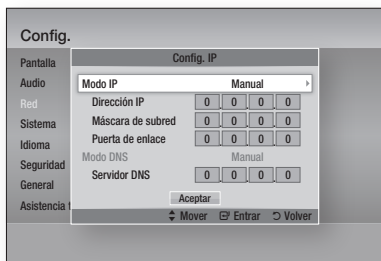 Config.
Pantalla
Audio
Red
Sistema
Idioma
Seguridad
General
Asistencia
Config. IP
Modo IP Manual
Dirección IP 0 . 0 . 0 . 0
Máscara de subred 0 . 0 . 0 . 0
Puerta de enlace 0 . 0 . 0 . 0
Modo DNS Manual
Servidor DNS 0 . 0 . 0 . 0
Aceptar
Mover Entrar Volver